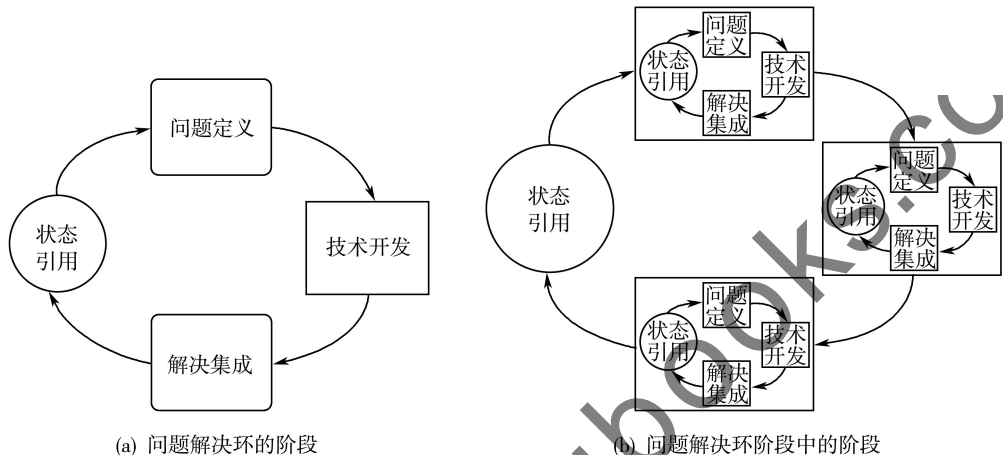 问题定义
状态
引用
技术开发
解决集成
(a) 问题解决环的阶段
问题
定义
状态
引用
技术
开发
解决
集成
状态
引用
问题
定义
状态
引用
技术
开发
解决
集成
问题
定义
状态
引用
技术
开发
解决
集成
(b) 问题解决环阶段中的阶段
ooks.co